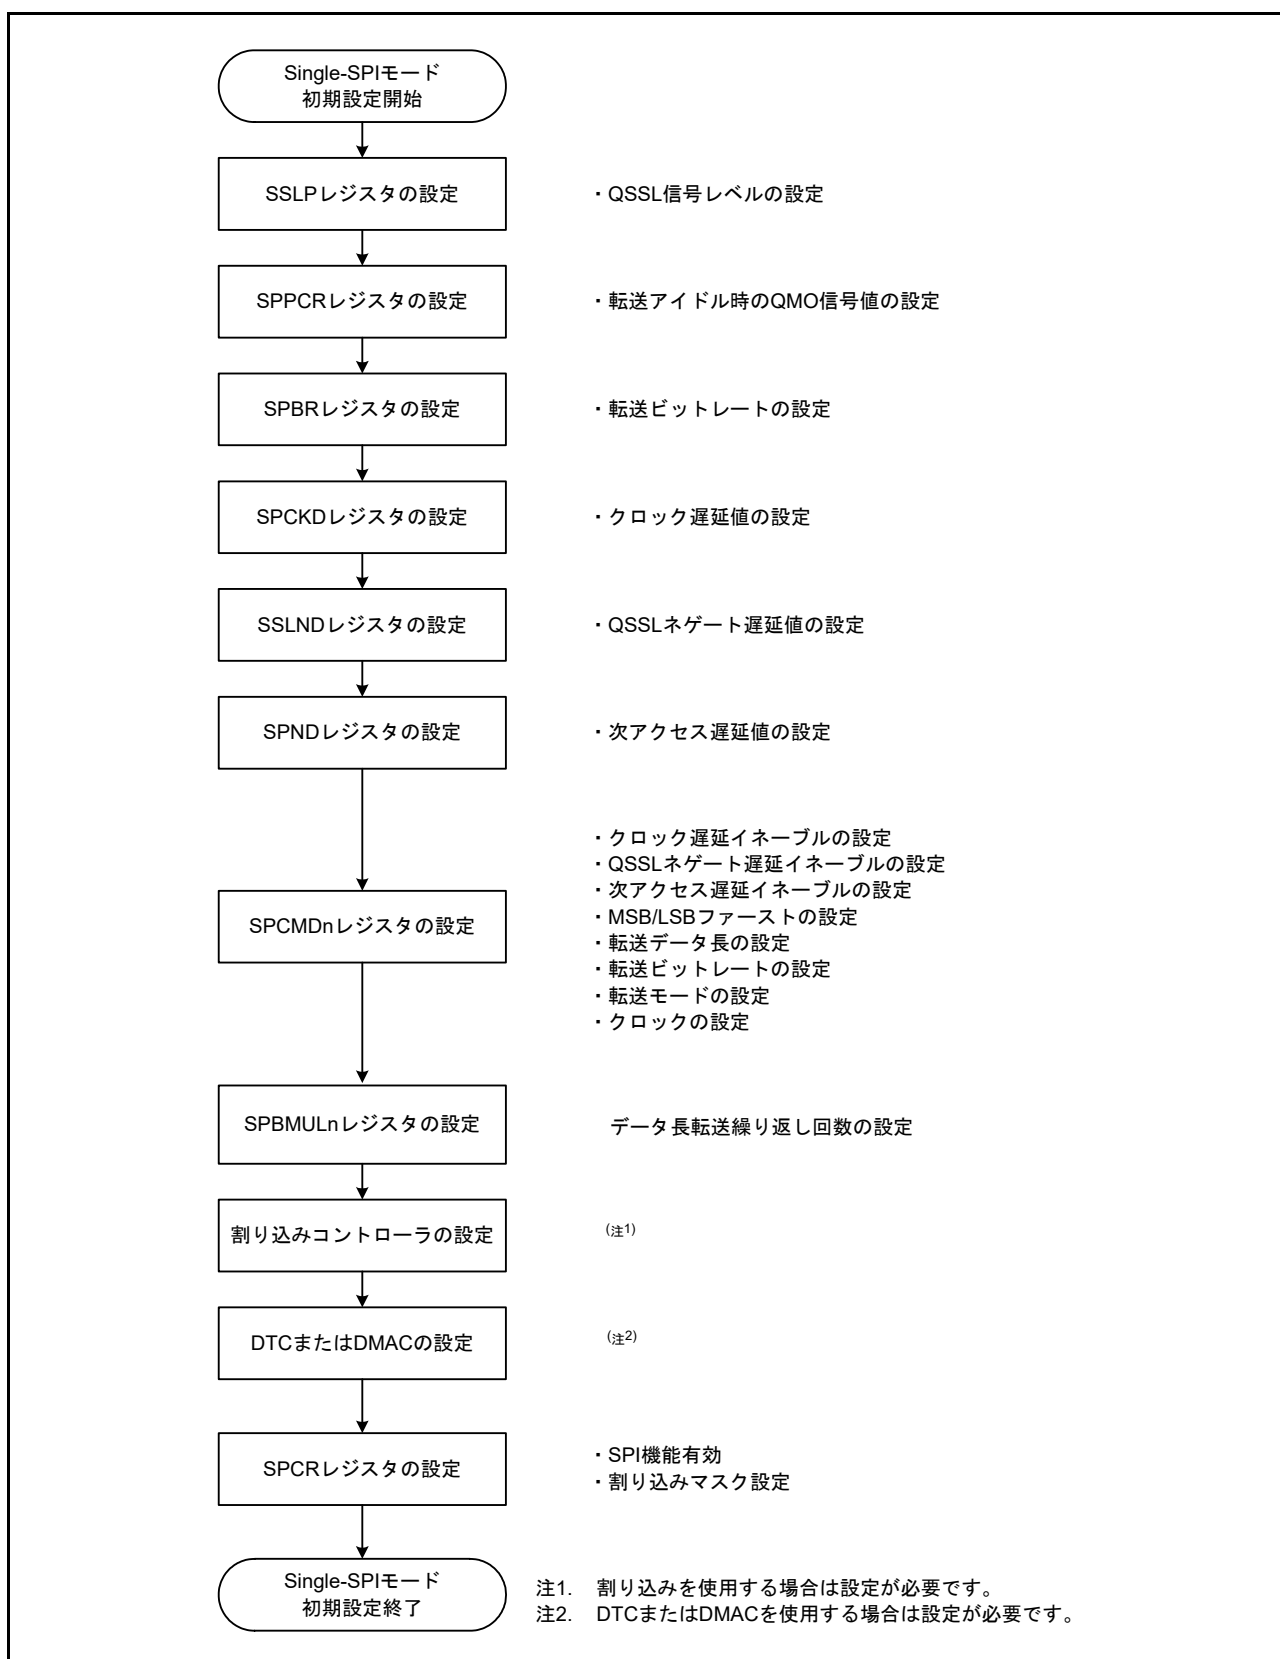 Single-SPIモード
初期設定開始
SSLPレジスタの設定
・QSSL信号レベルの設定
SPPCRレジスタの設定
・転送アイドル時のQMO信号値の設定
SPBRレジスタの設定
・転送ビットレートの設定
SPCKDレジスタの設定
・クロック遅延値の設定
SSLNDレジスタの設定
・QSSLネゲート遅延値の設定
SPNDレジスタの設定
・次アクセス遅延値の設定
SPCMDnレジスタの設定
・クロック遅延イネーブルの設定
・QSSLネゲート遅延イネーブルの設定
・次アクセス遅延イネーブルの設定
・MSB/LSBファーストの設定
・転送データ長の設定
・転送ビットレートの設定
・転送モードの設定
・クロックの設定
SPBMULnレジスタの設定
データ長転送繰り返し回数の設定
割り込みコントローラの設定
(注1)
DTCまたはDMACの設定
(注2)
SPCRレジスタの設定
・SPI機能有効
・割り込みマスク設定
Single-SPIモード
初期設定終了
注1. 割り込みを使用する場合は設定が必要です。
注2. DTCまたはDMACを使用する場合は設定が必要です。